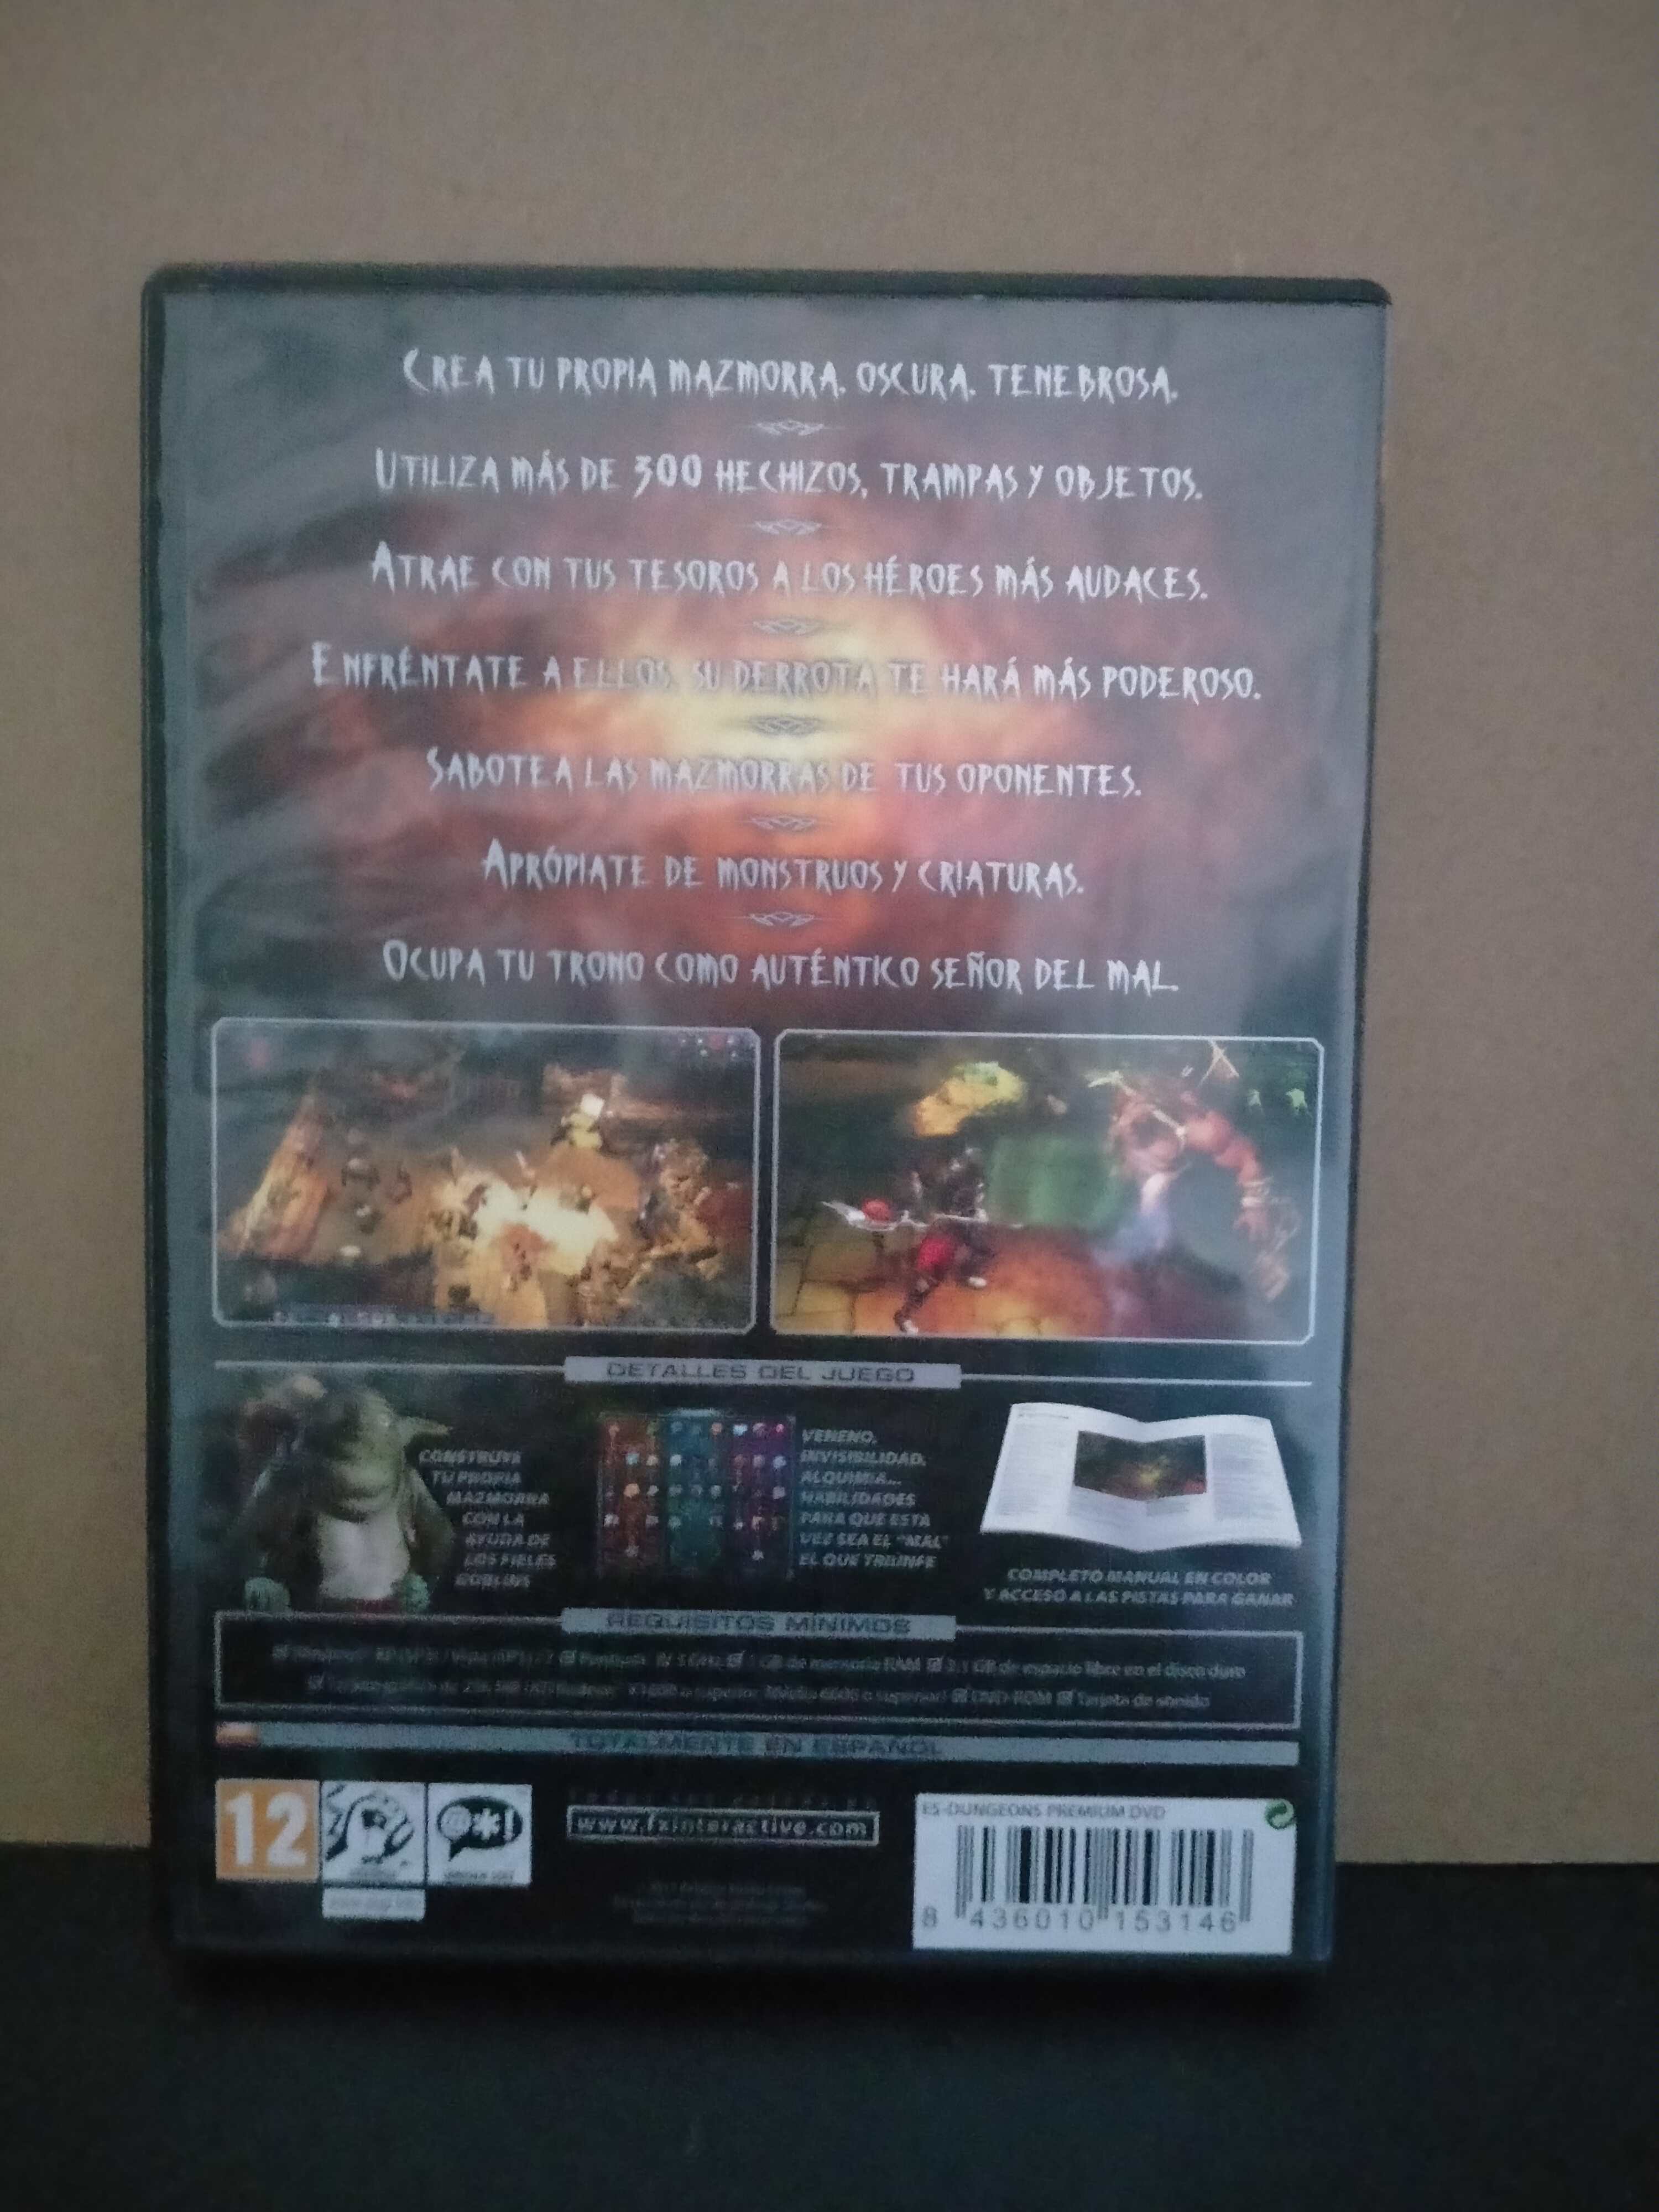 CREA TU PROPIA MAZMORRA. OSCURA. TENEBROSA.
UTILIZA MÁS DE 300 HECHIZOS, TRAMPAS Y OBJETOS.
ATRAE CON TUS TESOROS A LOS HÉROES MÁS AUDACES.
ENFRÉNTATE A ELLOS. SU DERROTA TE HARÁ MÁS PODEROSO.
SABOTEA LAS MAZMORRAS DE TUS OPONENTES.
APRÓPIATE DE MONSTRUOS Y CRIATURAS.
OCUPA TU TRONO COMO AUTÉNTICO SEÑOR DEL MAL.
DETALLES DEL JUEGO
CONSTRUYE
TU PROPIA
MAZMORRA
CON LA
AYUDA DE
LOS FIELES
GOBLINS
VENENO,
INVISIBILIDAD,
ALQUIMIA...
HABILIDADES
PARA QUE ESTA
VEZ SEA EL "MAL"
EL QUE TRIUNFE
COMPLETO MANUAL EN COLOR
Y ACCESO A LAS PISTAS PARA GANAR
REQUISITOS MÍNIMOS
1 GB de memoria RAM 2.1 GB de espacio libre en el disco duro
o superior DVD-ROM Tarjeta de sonido
TOTALMENTE EN ESPAÑOL
12
@*!
www.fxinteractive.com
ES-DUNGEONS PREMIUM DVD
8 436010 153146